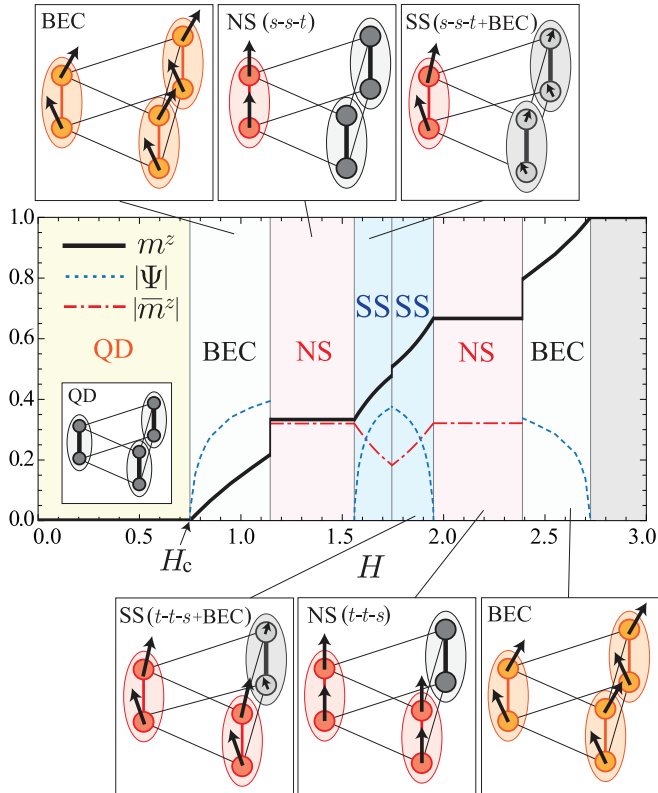 BEC
NS (s-s-t)
SS (s-s-t+BEC)
1.0
0.8
0.6
0.4
0.2
0.0
m^z
|Ψ|
|m̅^z|
QD
BEC
NS
SS
SS
NS
BEC
QD
0.0
0.5
1.0
1.5
2.0
2.5
3.0
H_c
H
SS (t-t-s+BEC)
NS (t-t-s)
BEC